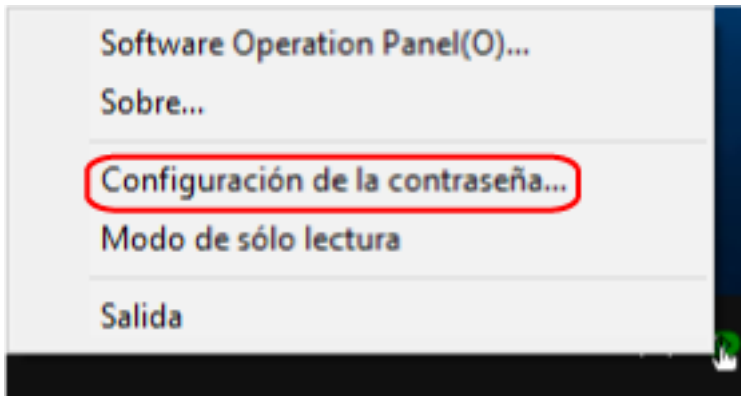 Software Operation Panel(O)...
Sobre...
Configuración de la contraseña...
Modo de sólo lectura
Salida